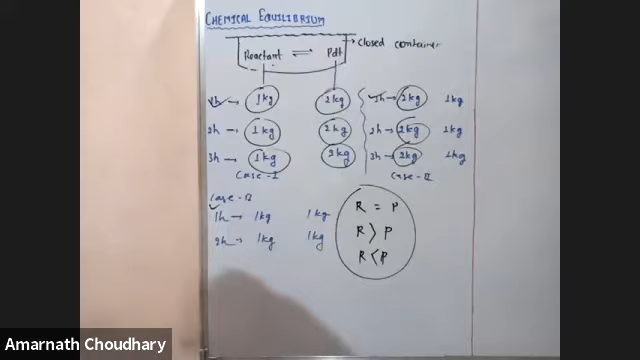 CHEMICAL EQUILIBRIUM
→ closed container
Reactant ⇌ Pdt
1h → 1kg 2kg 1h → 2kg 1kg
2h → 1kg 2kg 2h → 2kg 1kg
3h → 1kg 2kg 3h → 2kg 1kg
Case-I Case-II
Case-II
1h → 1kg 1kg
2h → 1kg 1kg
R = P
R > P
R < P
Amarnath Choudhary